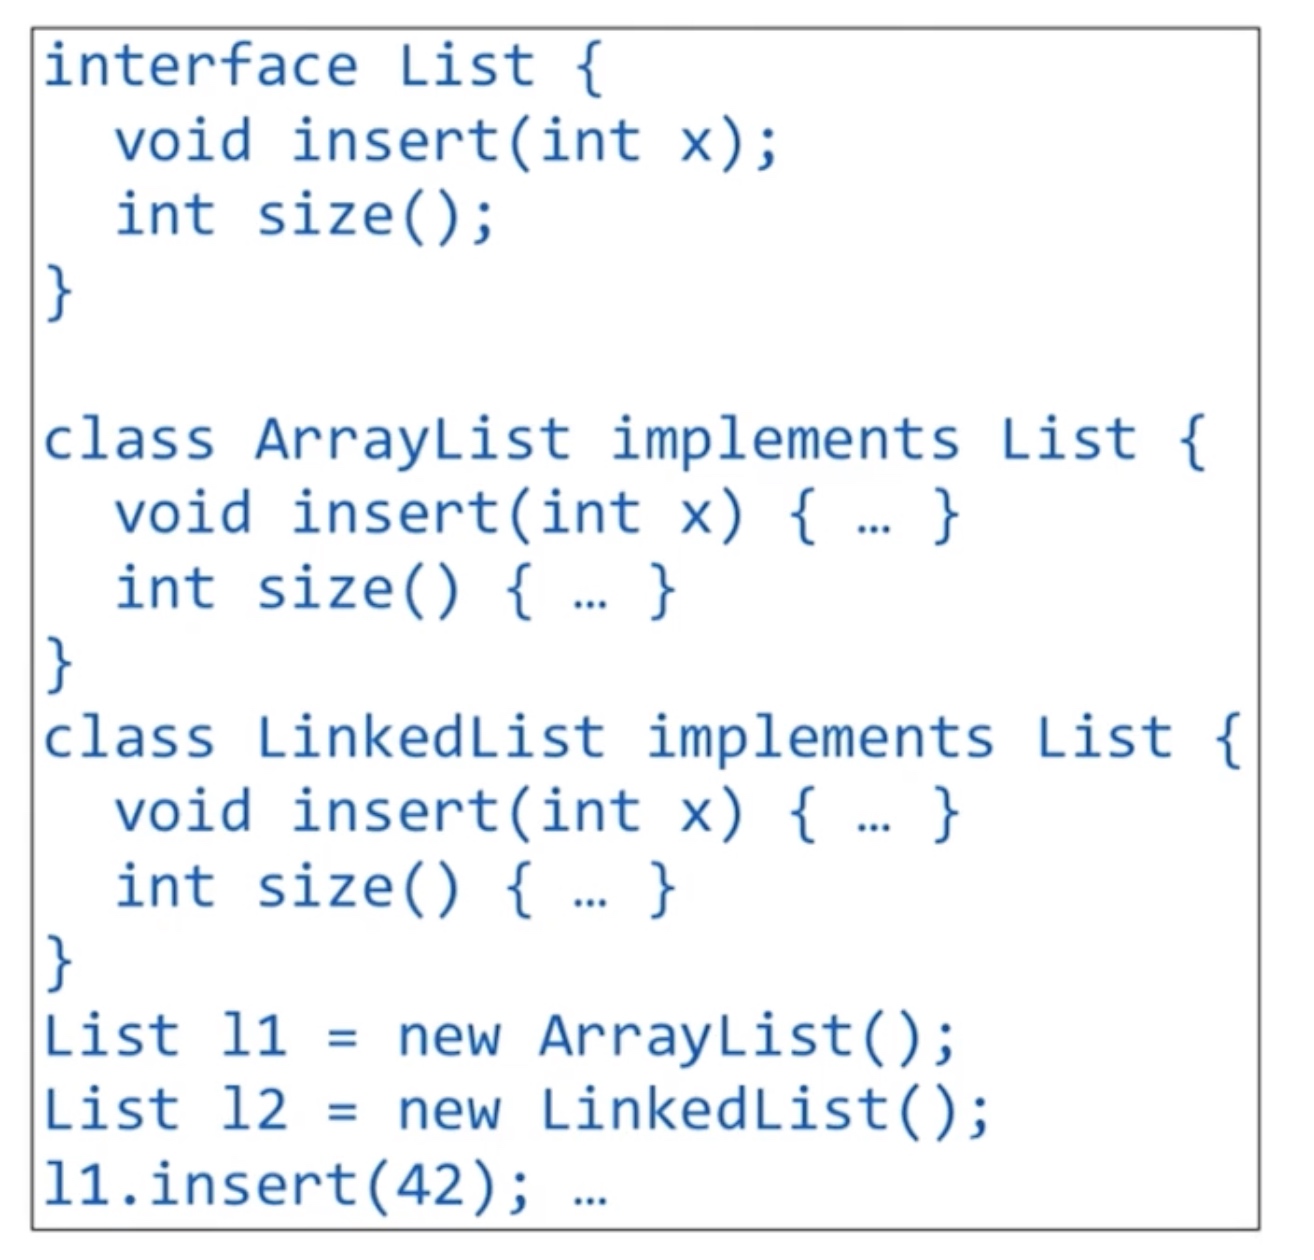 interface List {
  void insert(int x);
  int size();
}

class ArrayList implements List {
  void insert(int x) { … }
  int size() { … }
}
class LinkedList implements List {
  void insert(int x) { … }
  int size() { … }
}
List l1 = new ArrayList();
List l2 = new LinkedList();
l1.insert(42); …